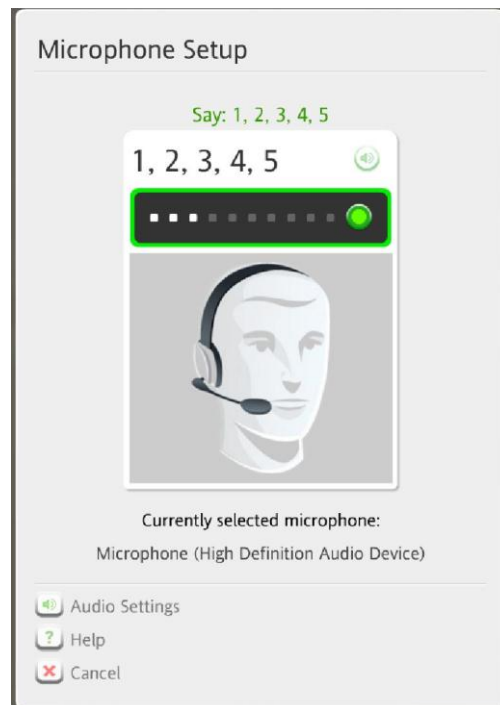 Microphone Setup
Say: 1, 2, 3, 4, 5
1, 2, 3, 4, 5
Currently selected microphone:
Microphone (High Definition Audio Device)
Audio Settings
? Help
Cancel